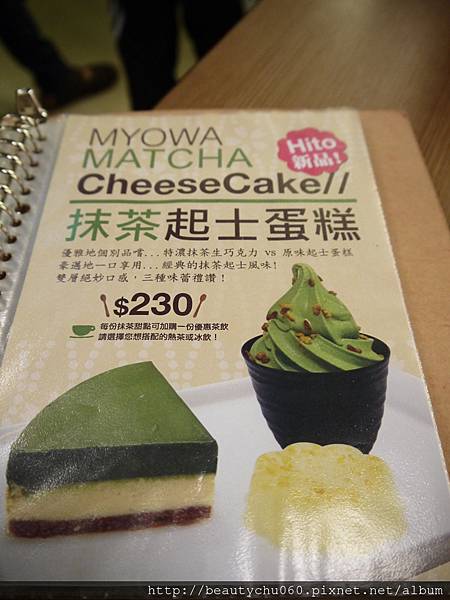 MYOWA
MATCHA
CheeseCake//
Hito
新品!
抹茶起士蛋糕
優雅地個別品嚐...特濃抹茶生巧克力 vs 原味起士蛋糕
豪邁地一口享用...經典的抹茶起士風味!
雙層絕妙口感,三種味蕾禮讚!
$230
每份抹茶甜點可加購一份優惠茶飲
請選擇您想搭配的熱茶或冰飲!
http://beautychu060.pixnet.net/album